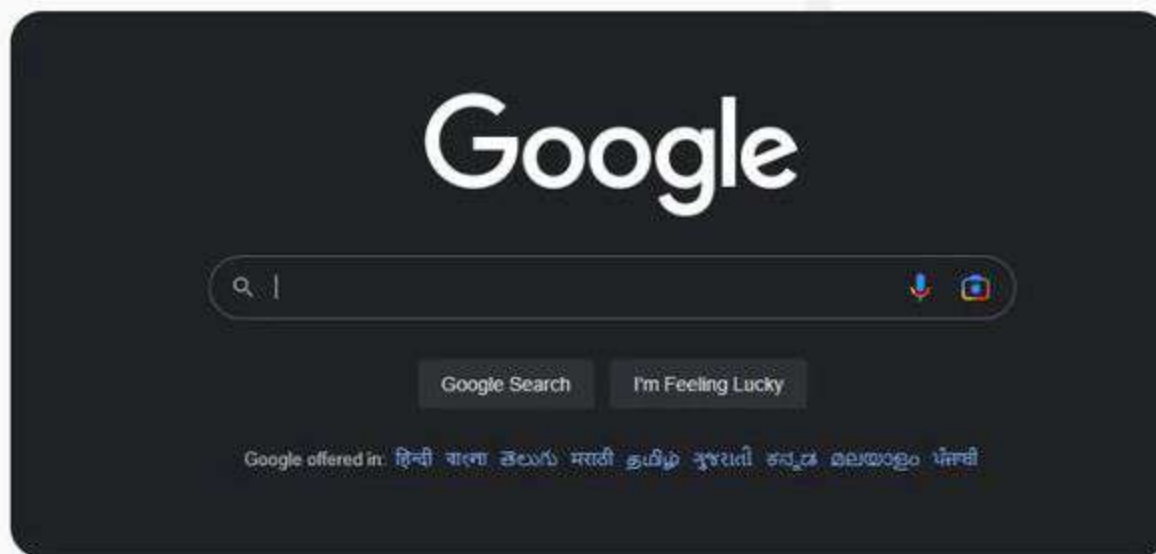 Google
Google Search I'm Feeling Lucky
Google offered in: हिन्दी বাংলা తెలుగు मराठी தமிழ் ગુજરાતી ಕನ್ನಡ മലയാളം ਪੰਜਾਬੀ